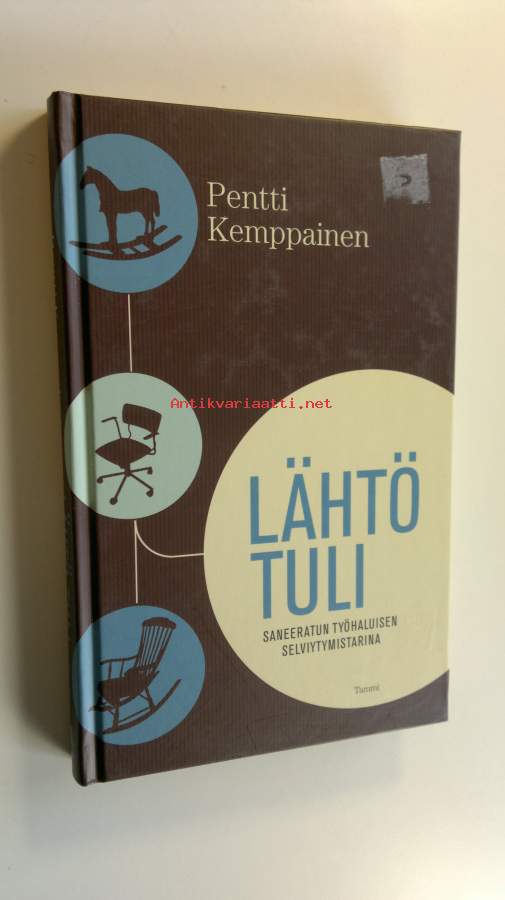 Pentti
Kemppainen
Antikvariaatti.net
LÄHTÖ
TULI
SANEERATUN TYÖHALUISEN
SELVIYTYMISTARINA
Tammi